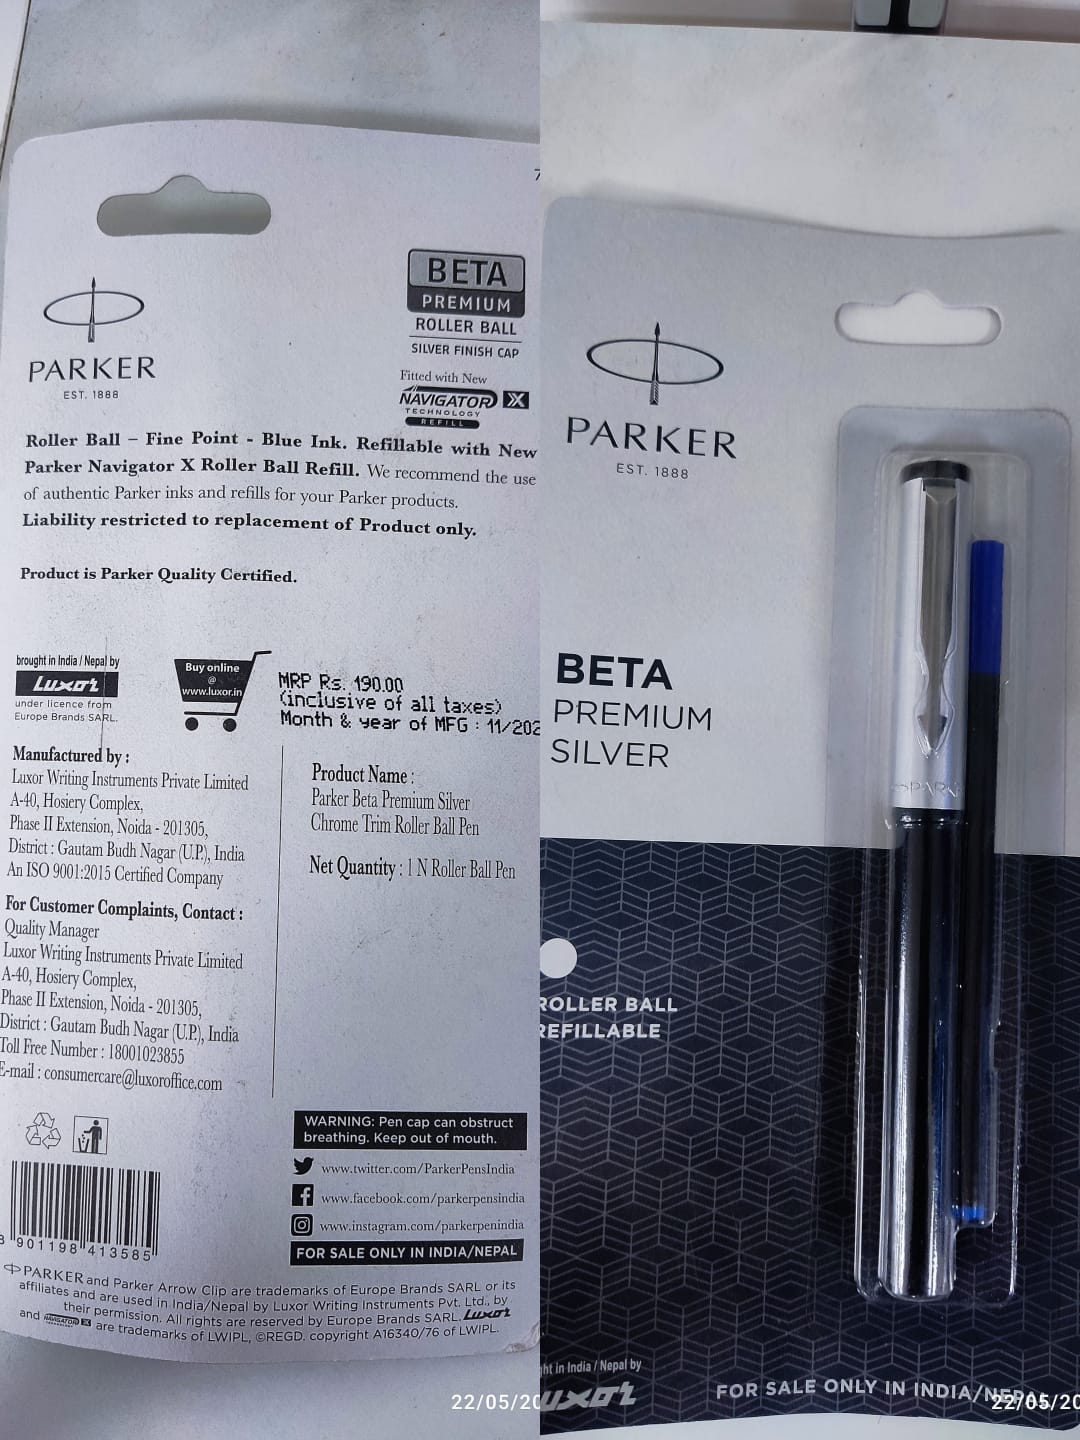 BETA
PREMIUM
ROLLER BALL
SILVER FINISH CAP
Fitted with New
NAVIGATOR X
TECHNOLOGY
REFILL
PARKER
EST. 1888
Roller Ball – Fine Point - Blue Ink. Refillable with New
Parker Navigator X Roller Ball Refill. We recommend the use
of authentic Parker inks and refills for your Parker products.
Liability restricted to replacement of Product only.
Product is Parker Quality Certified.
brought in India / Nepal by
Luxor
under licence from
Europe Brands SARL.
Buy online
@
www.luxor.in
MRP Rs. 190.00
(inclusive of all taxes)
Month & year of MFG : 11/202
Manufactured by :
Luxor Writing Instruments Private Limited
A-40, Hosiery Complex,
Phase II Extension, Noida - 201305,
District : Gautam Budh Nagar (U.P.), India
An ISO 9001:2015 Certified Company
For Customer Complaints, Contact :
Quality Manager
Luxor Writing Instruments Private Limited
A-40, Hosiery Complex,
Phase II Extension, Noida - 201305,
District : Gautam Budh Nagar (U.P.), India
Toll Free Number : 18001023855
E-mail : consumercare@luxoroffice.com
Product Name :
Parker Beta Premium Silver
Chrome Trim Roller Ball Pen
Net Quantity : 1 N Roller Ball Pen
WARNING: Pen cap can obstruct
breathing. Keep out of mouth.
www.twitter.com/ParkerPensIndia
www.facebook.com/parkerpensindia
www.instagram.com/parkerpenindia
FOR SALE ONLY IN INDIA/NEPAL
8 901198 413585
PARKER and Parker Arrow Clip are trademarks of Europe Brands SARL or its
affiliates and are used in India/Nepal by Luxor Writing Instruments Pvt. Ltd., by
their permission. All rights are reserved by Europe Brands SARL. Luxor
and NAVIGATOR X are trademarks of LWIPL, ©REGD. copyright A16340/76 of LWIPL.
22/05/20
PARKER
EST. 1888
BETA
PREMIUM
SILVER
PARK
ROLLER BALL
REFILLABLE
ght in India / Nepal by
Luxor
FOR SALE ONLY IN INDIA/NEPAL
22/05/20